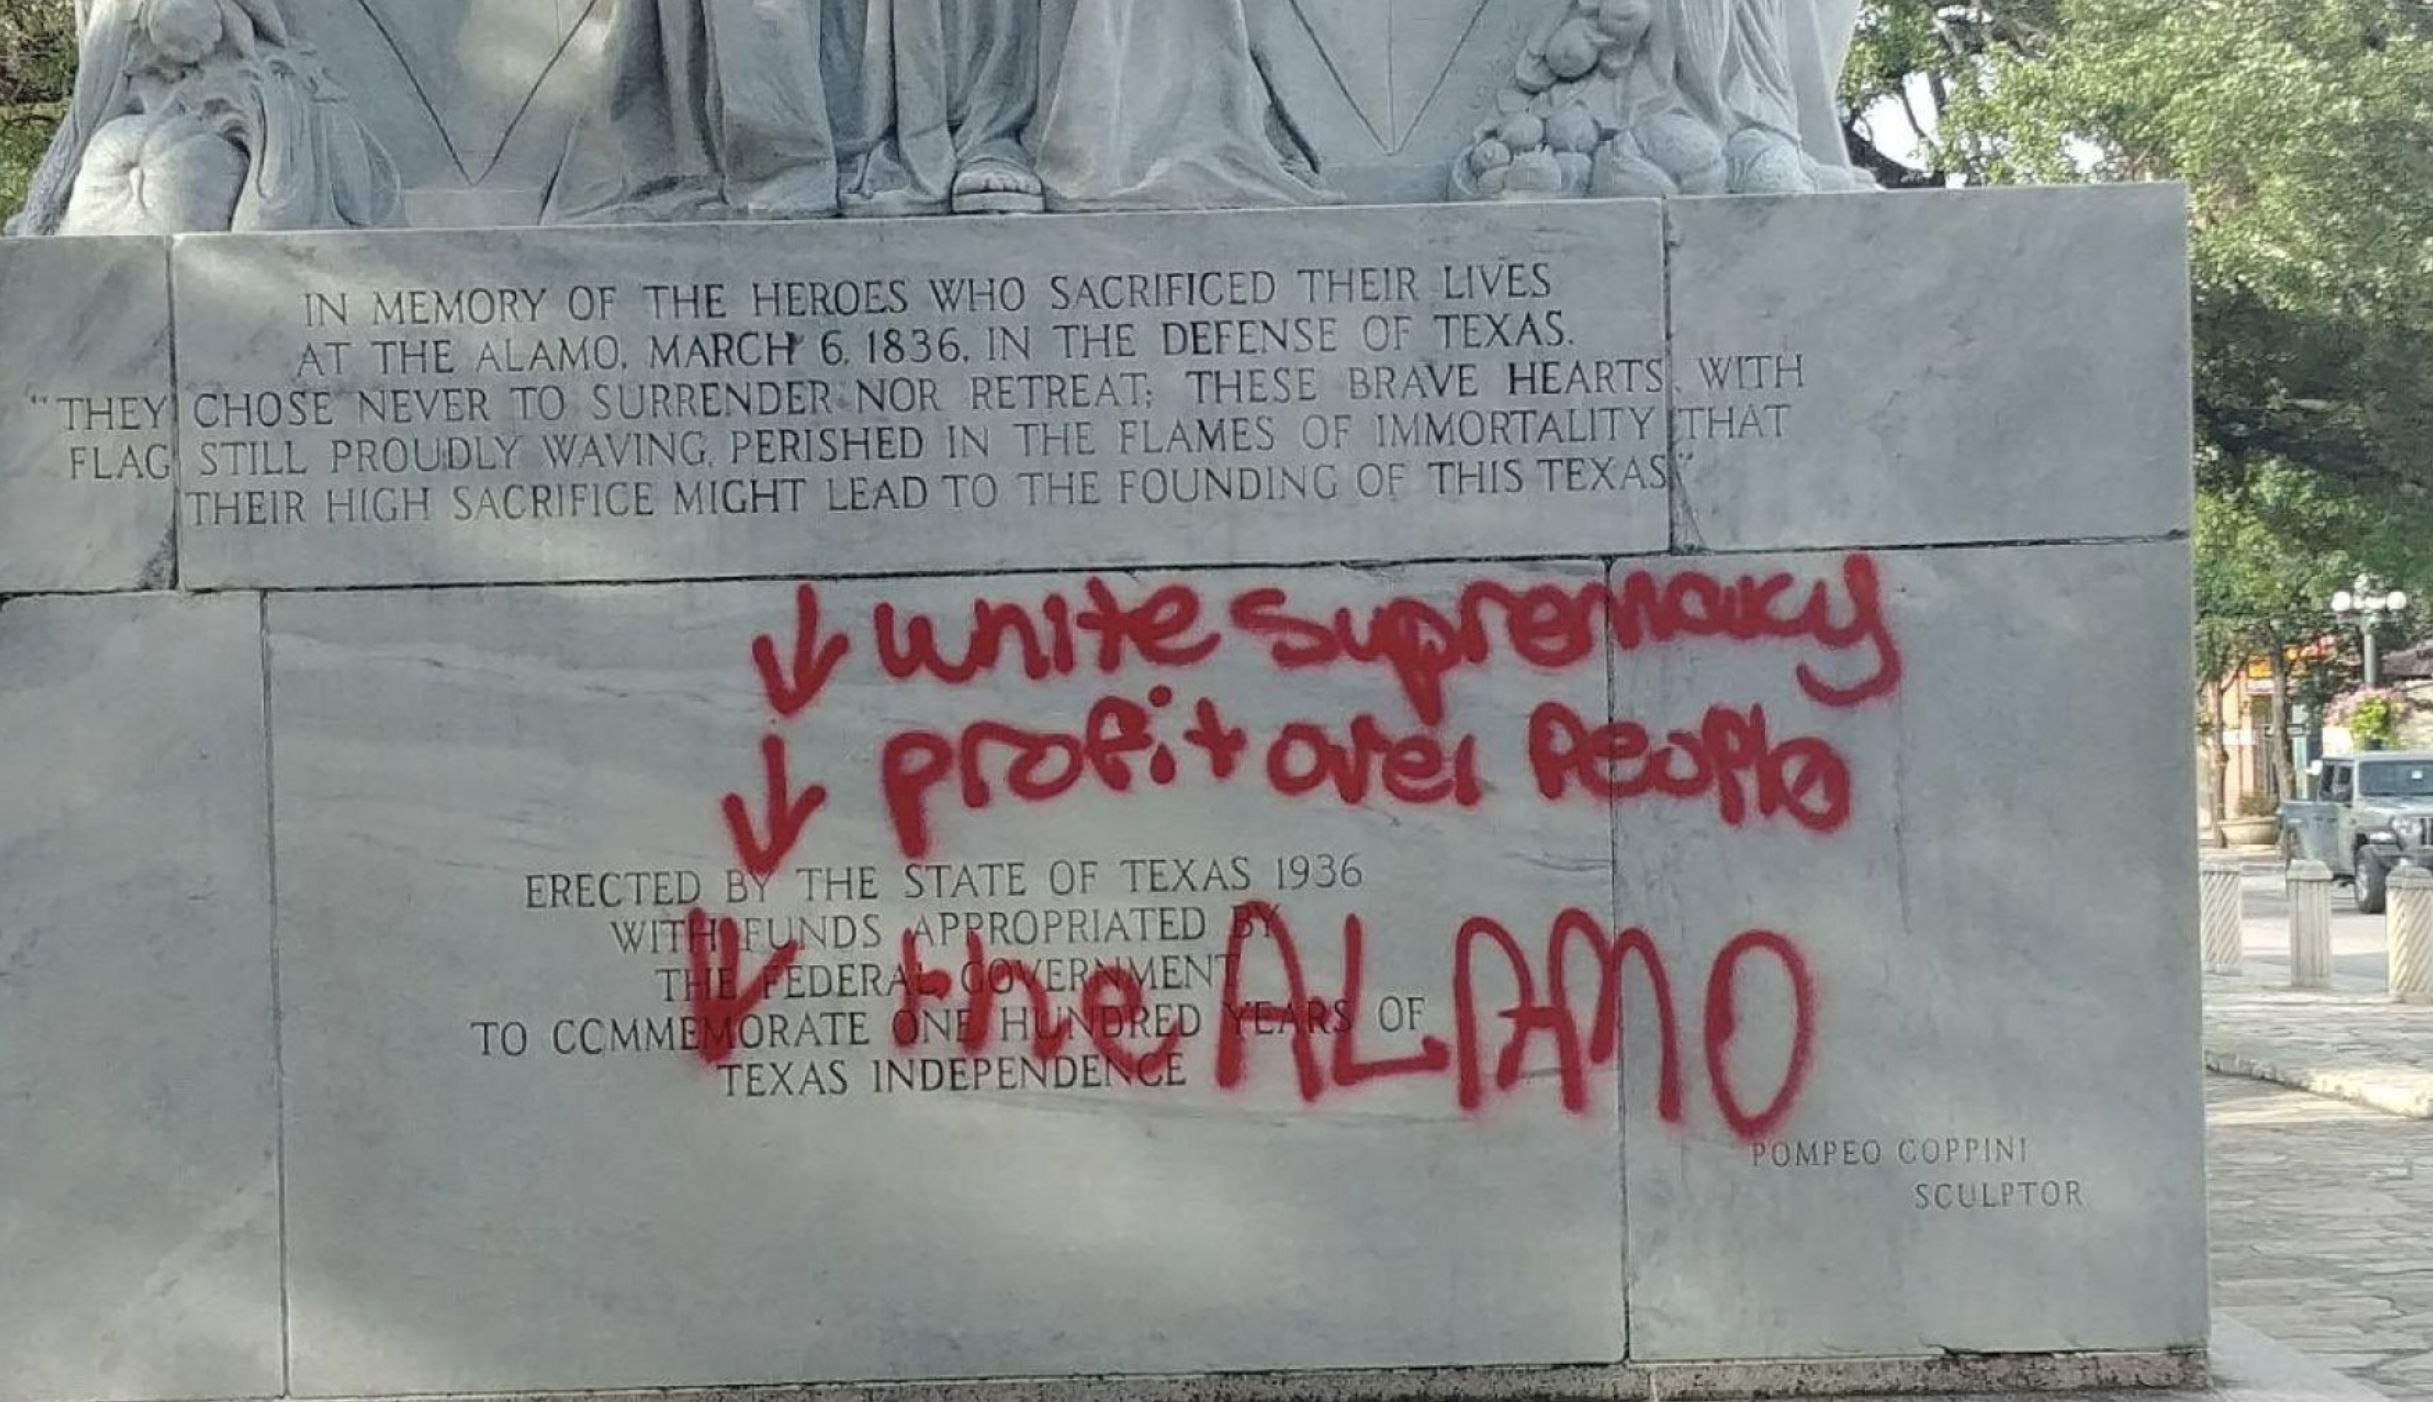 IN MEMORY OF THE HEROES WHO SACRIFICED THEIR LIVES
AT THE ALAMO, MARCH 6, 1836, IN THE DEFENSE OF TEXAS.
"THEY CHOSE NEVER TO SURRENDER NOR RETREAT; THESE BRAVE HEARTS, WITH
FLAG STILL PROUDLY WAVING, PERISHED IN THE FLAMES OF IMMORTALITY THAT
THEIR HIGH SACRIFICE MIGHT LEAD TO THE FOUNDING OF THIS TEXAS"
↓ white supremacy
↓ profit over People
ERECTED BY THE STATE OF TEXAS 1936
WITH FUNDS APPROPRIATED BY
THE FEDERAL GOVERNMENT
TO COMMEMORATE ONE HUNDRED YEARS OF
TEXAS INDEPENDENCE
↓ the ALAMO
POMPEO COPPINI
SCULPTOR